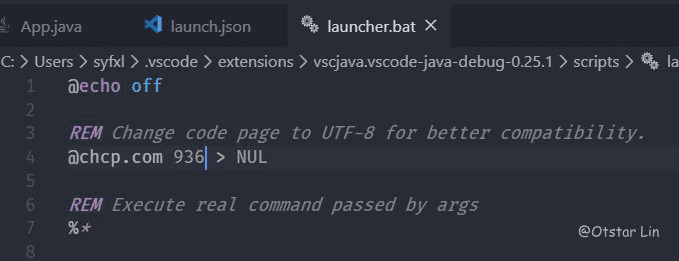 App.java launch.json launcher.bat
C: > Users > syfxl > .vscode > extensions > vscjava.vscode-java-debug-0.25.1 > scripts > la
1 @echo off
2
3 REM Change code page to UTF-8 for better compatibility.
4 @chcp.com 936 > NUL
5
6 REM Execute real command passed by args
7 %*
8
@Otstar Lin